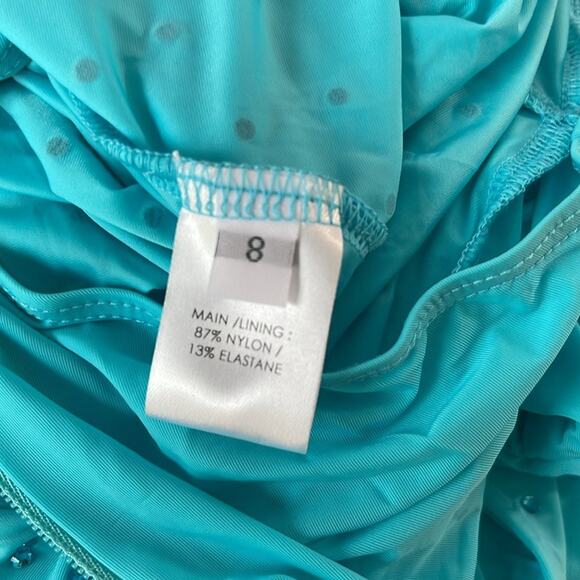 8
MAIN /LINING :
87% NYLON /
13% ELASTANE